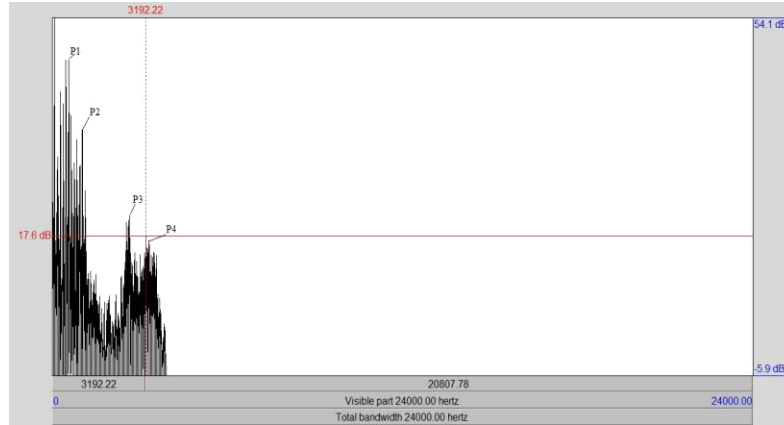 3192.22
54.1 dB
P1
P2
P3
P4
17.6 dB
-5.9 dB
3192.22 20807.78
0 Visible part 24000.00 hertz 24000.00
Total bandwidth 24000.00 hertz